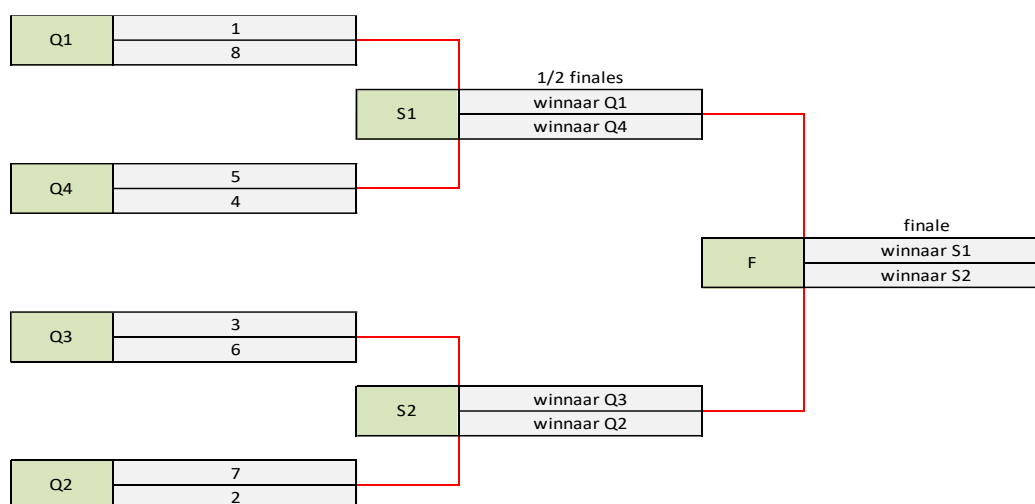 Q1
1
8
1/2 finales
S1
winnaar Q1
winnaar Q4
Q4
5
4
finale
F
winnaar S1
winnaar S2
Q3
3
6
S2
winnaar Q3
winnaar Q2
Q2
7
2